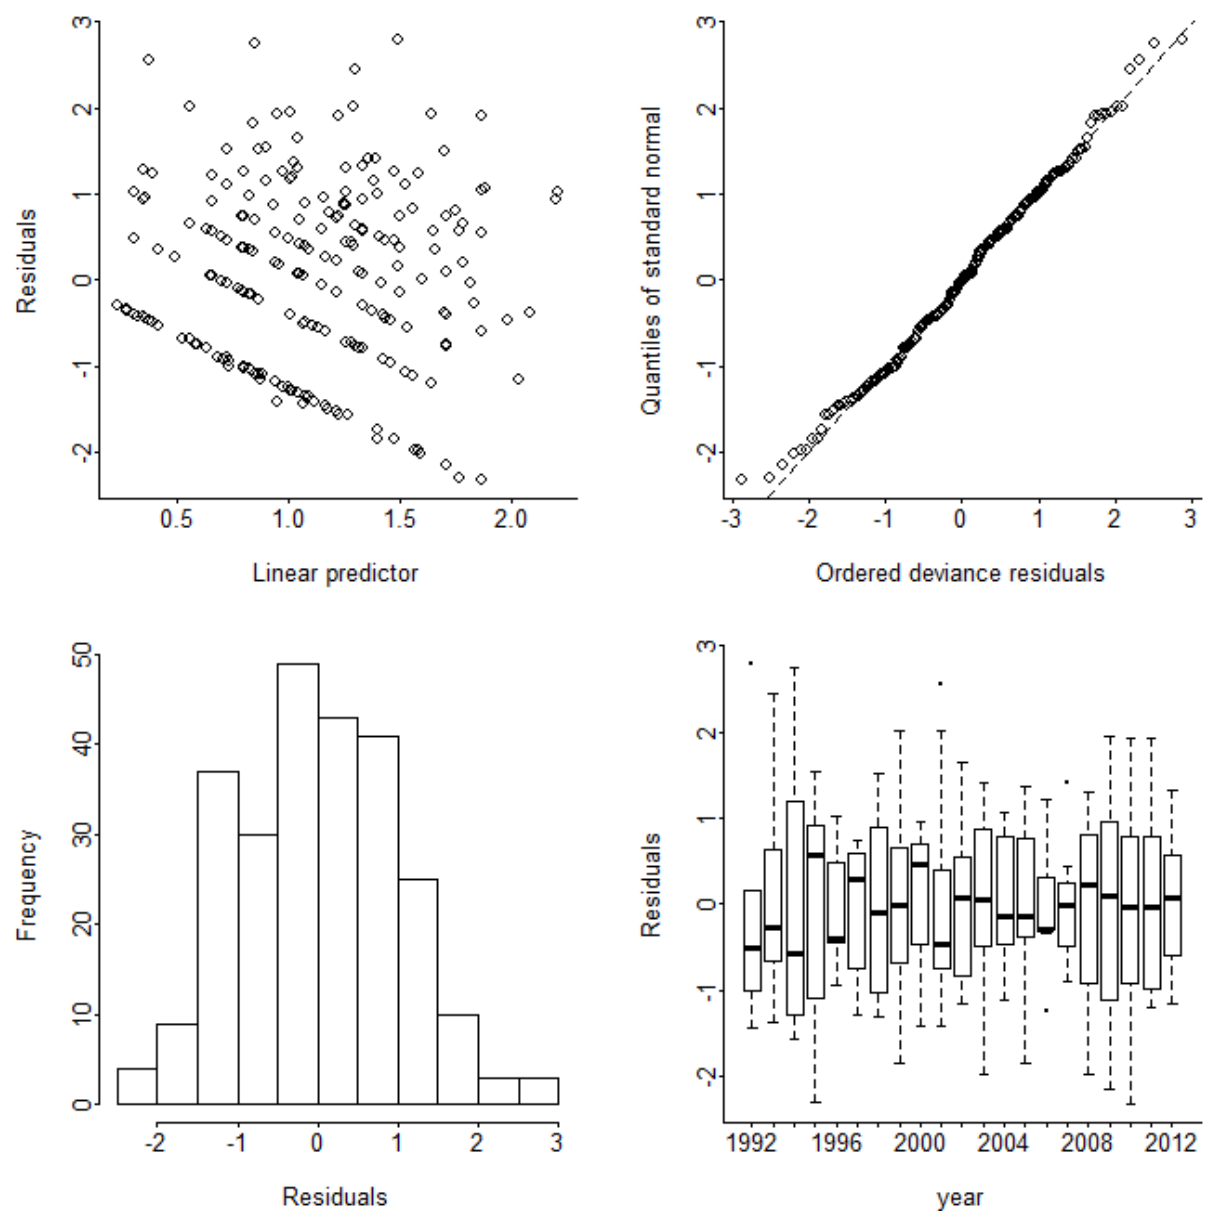 3
2
1
0
-1
-2
Residuals
0.5 1.0 1.5 2.0
Linear predictor
3
2
1
0
-1
-2
Quantiles of standard normal
-3 -2 -1 0 1 2 3
Ordered deviance residuals
50
40
30
20
10
0
Frequency
-2 -1 0 1 2 3
Residuals
3
2
1
0
-1
-2
Residuals
1992 1996 2000 2004 2008 2012
year